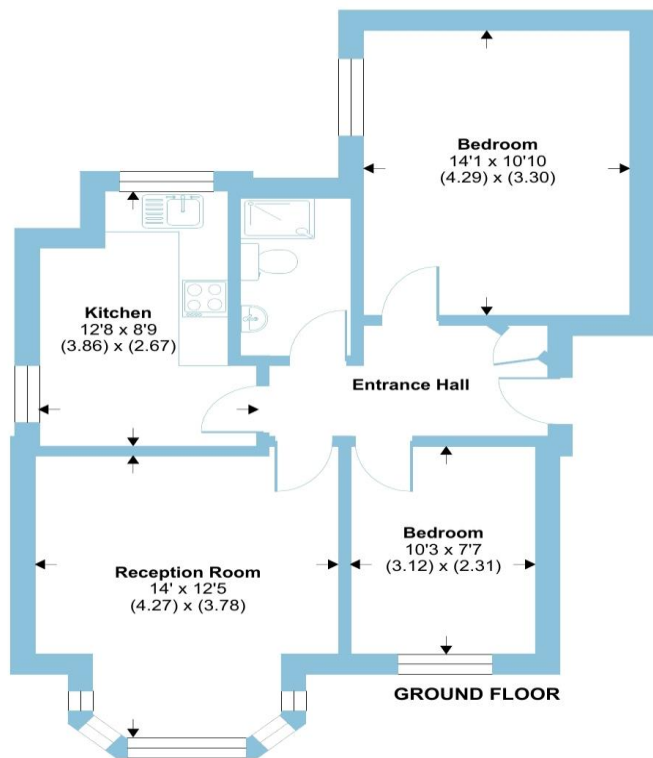 Bedroom
14'1 x 10'10
(4.29) x (3.30)
Kitchen
12'8 x 8'9
(3.86) x (2.67)
Entrance Hall
Reception Room
14' x 12'5
(4.27) x (3.78)
Bedroom
10'3 x 7'7
(3.12) x (2.31)
GROUND FLOOR